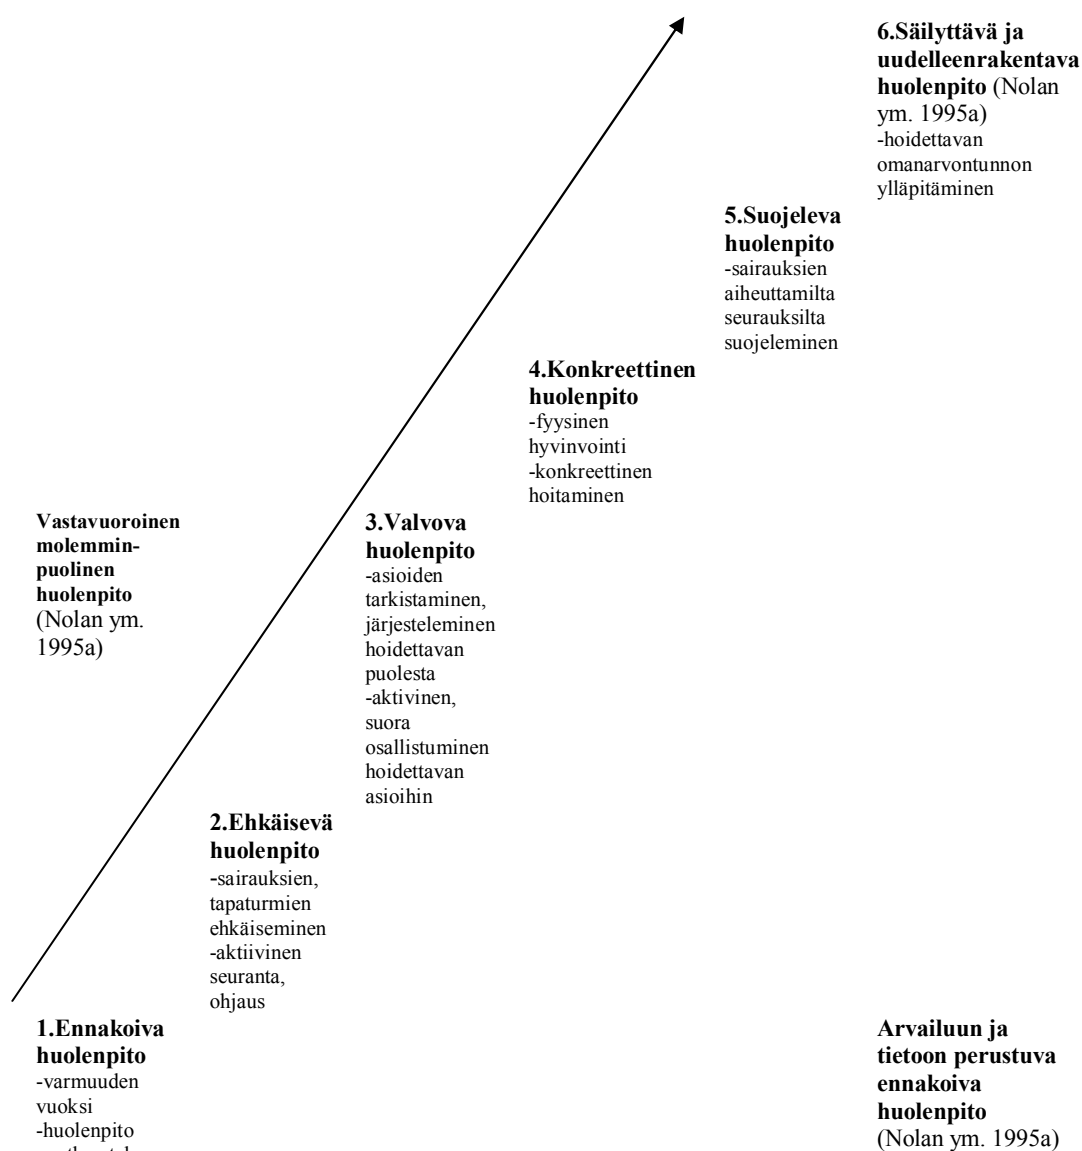 6.Säilyttävä ja
uudelleenrakentava
huolenpito (Nolan
ym. 1995a)
-hoidettavan
omanarvontunnon
ylläpitäminen
5.Suojeleva
huolenpito
-sairauksien
aiheuttamilta
seurauksilta
suojeleminen
4.Konkreettinen
huolenpito
-fyysinen
hyvinvointi
-konkreettinen
hoitaminen
Vastavuoroinen
molemmin-
puolinen
huolenpito
(Nolan ym.
1995a)
3.Valvova
huolenpito
-asioiden
tarkistaminen,
järjesteleminen
hoidettavan
puolesta
-aktivinen,
suora
osallistuminen
hoidettavan
asioihin
2.Ehkäisevä
huolenpito
-sairauksien,
tapaturmien
ehkäiseminen
-aktiivinen
seuranta,
ohjaus
1.Ennakoiva
huolenpito
-varmuuden
vuoksi
-huolenpito
Arvailuun ja
tietoon perustuva
ennakoiva
huolenpito
(Nolan ym. 1995a)